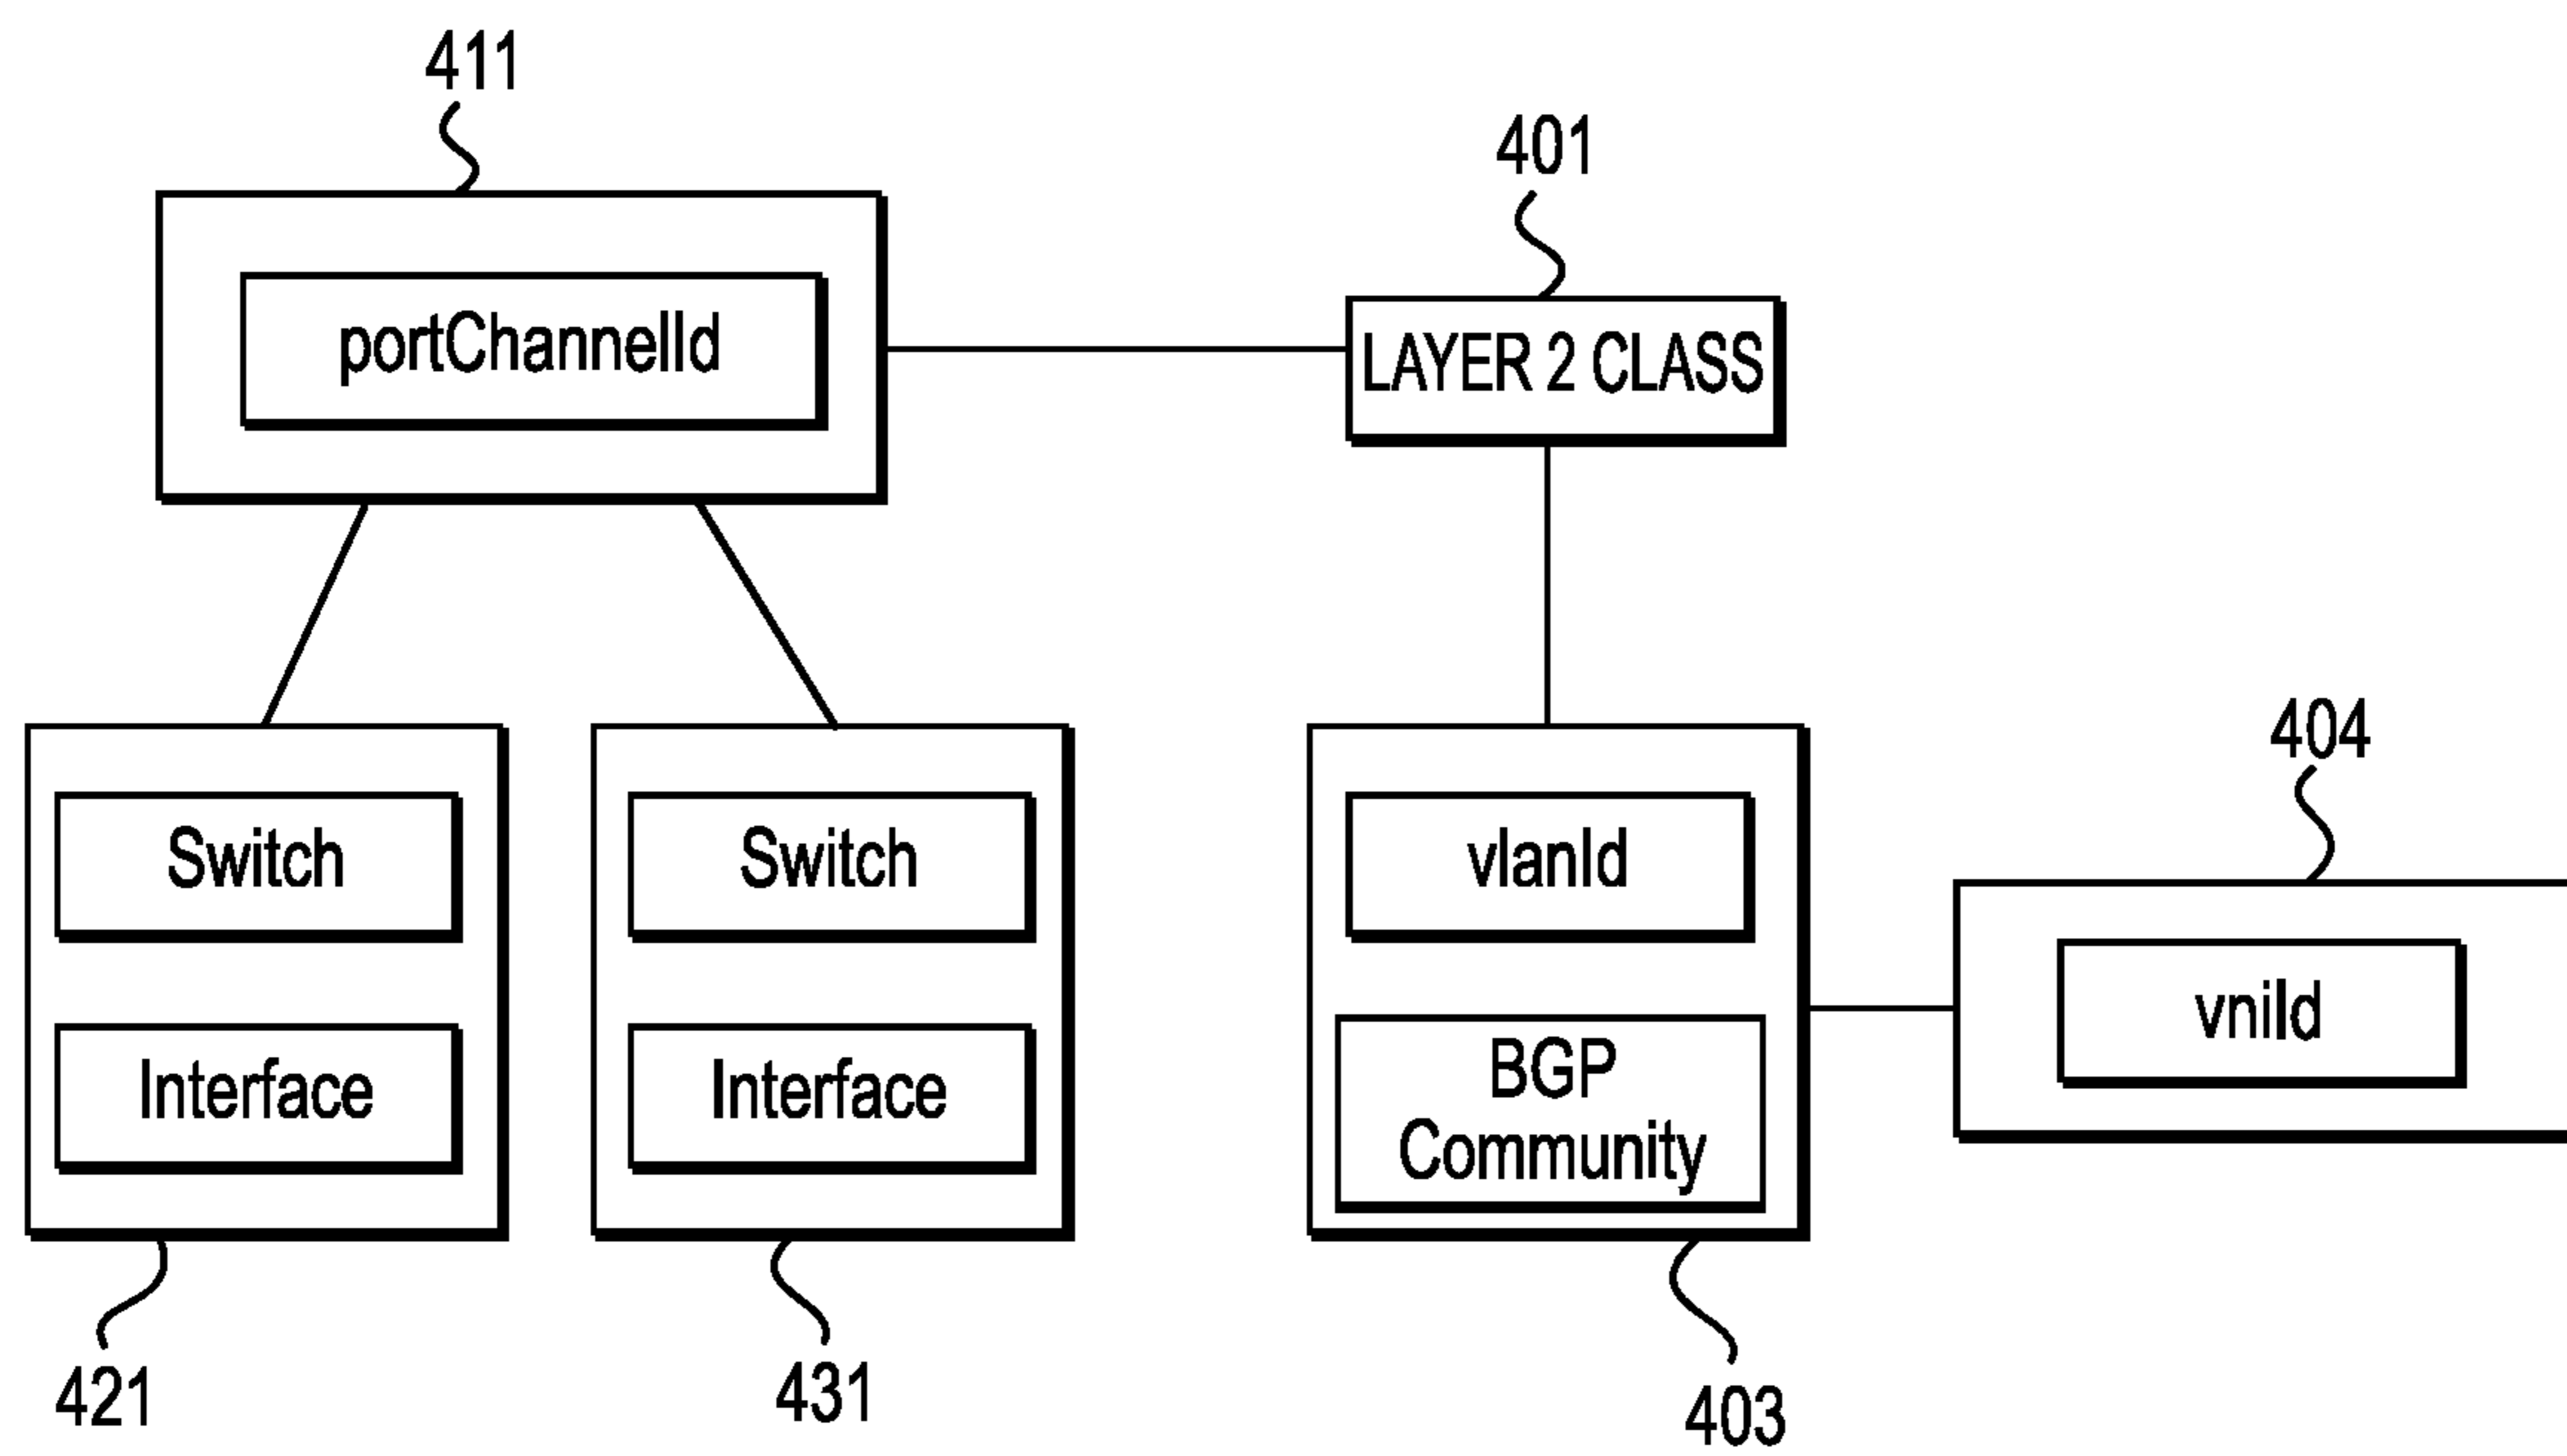 411
401
portChannelId
LAYER 2 CLASS
404
Switch
Switch
vlanId
vniId
Interface
Interface
BGP
Community
421
431
403